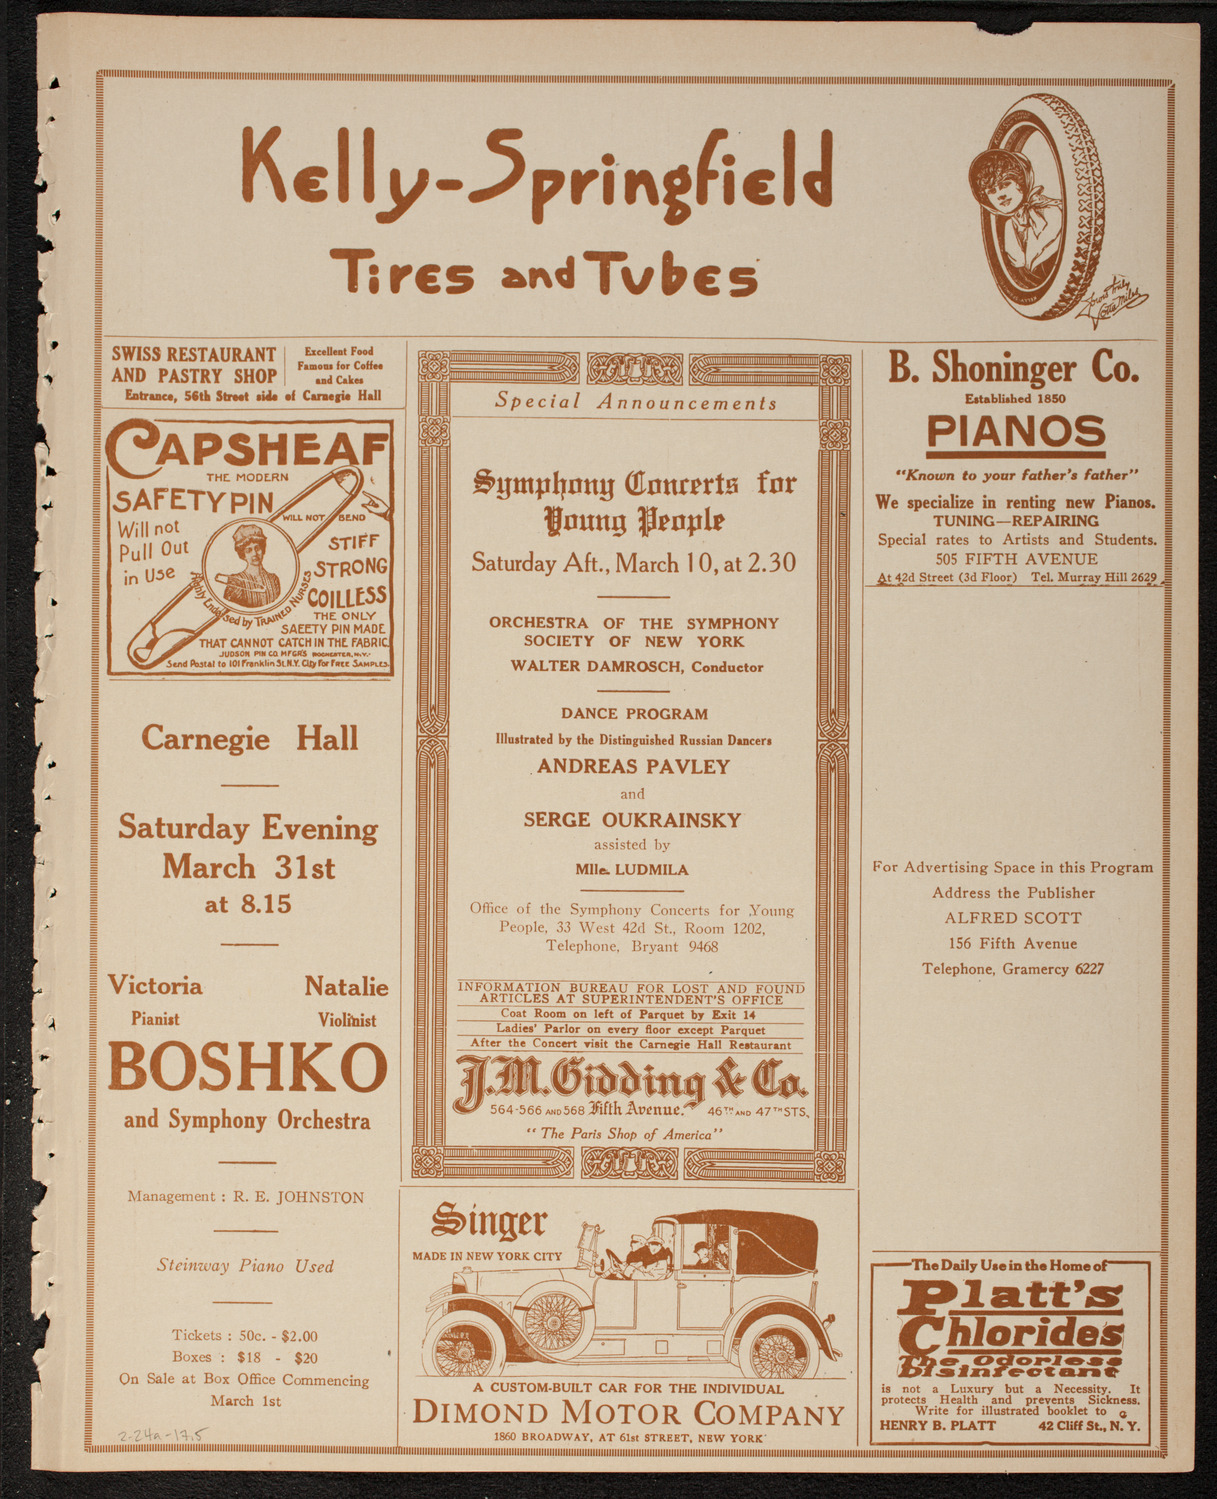 Kelly-Springfield
Tires and Tubes
Yours truly
Lotta Miles
SWISS RESTAURANT
AND PASTRY SHOP
Excellent Food
Famous for Coffee
and Cakes
Entrance, 56th Street side of Carnegie Hall
CAPSHEAF
THE MODERN
SAFETY PIN
WILL NOT BEND
Will not
Pull Out
in Use
STIFF
STRONG
COILLESS
Highly Endorsed by TRAINED NURSES
THE ONLY
SAFETY PIN MADE
THAT CANNOT CATCH IN THE FABRIC
JUDSON PIN CO. MFGRS ROCHESTER, N.Y.
Send Postal to 101 Franklin St. N.Y. City for FREE SAMPLES
Carnegie Hall
Saturday Evening
March 31st
at 8.15
Victoria Natalie
Pianist Violinist
BOSHKO
and Symphony Orchestra
Management : R. E. JOHNSTON
Steinway Piano Used
Tickets : 50c. - $2.00
Boxes : $18 - $20
On Sale at Box Office Commencing
March 1st
2-24a-17.5
Special Announcements
Symphony Concerts for
Young People
Saturday Aft., March 10, at 2.30
ORCHESTRA OF THE SYMPHONY
SOCIETY OF NEW YORK
WALTER DAMROSCH, Conductor
DANCE PROGRAM
Illustrated by the Distinguished Russian Dancers
ANDREAS PAVLEY
and
SERGE OUKRAINSKY
assisted by
Mlle. LUDMILA
Office of the Symphony Concerts for Young
People, 33 West 42d St., Room 1202,
Telephone, Bryant 9468
INFORMATION BUREAU FOR LOST AND FOUND
ARTICLES AT SUPERINTENDENT'S OFFICE
Coat Room on left of Parquet by Exit 14
Ladies' Parlor on every floor except Parquet
After the Concert visit the Carnegie Hall Restaurant
J. M. Gidding & Co.
564-566 AND 568 Fifth Avenue. 46TH AND 47TH STS.
"The Paris Shop of America"
Singer
MADE IN NEW YORK CITY
A CUSTOM-BUILT CAR FOR THE INDIVIDUAL
DIMOND MOTOR COMPANY
1860 BROADWAY, AT 61st STREET, NEW YORK
B. Shoninger Co.
Established 1850
PIANOS
"Known to your father's father"
We specialize in renting new Pianos.
TUNING—REPAIRING
Special rates to Artists and Students.
505 FIFTH AVENUE
At 42d Street (3d Floor) Tel. Murray Hill 2629
For Advertising Space in this Program
Address the Publisher
ALFRED SCOTT
156 Fifth Avenue
Telephone, Gramercy 6227
The Daily Use in the Home of
Platt's
Chlorides
The Odorless
Disinfectant
is not a Luxury but a Necessity. It
protects Health and prevents Sickness.
Write for illustrated booklet to
HENRY B. PLATT 42 Cliff St., N. Y.